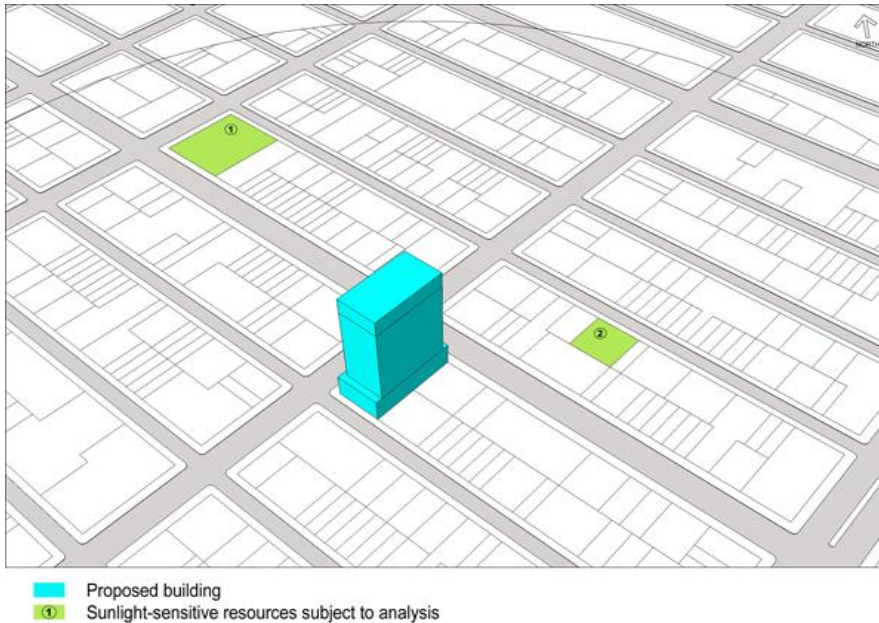 NORTH
①
②
Proposed building
① Sunlight-sensitive resources subject to analysis